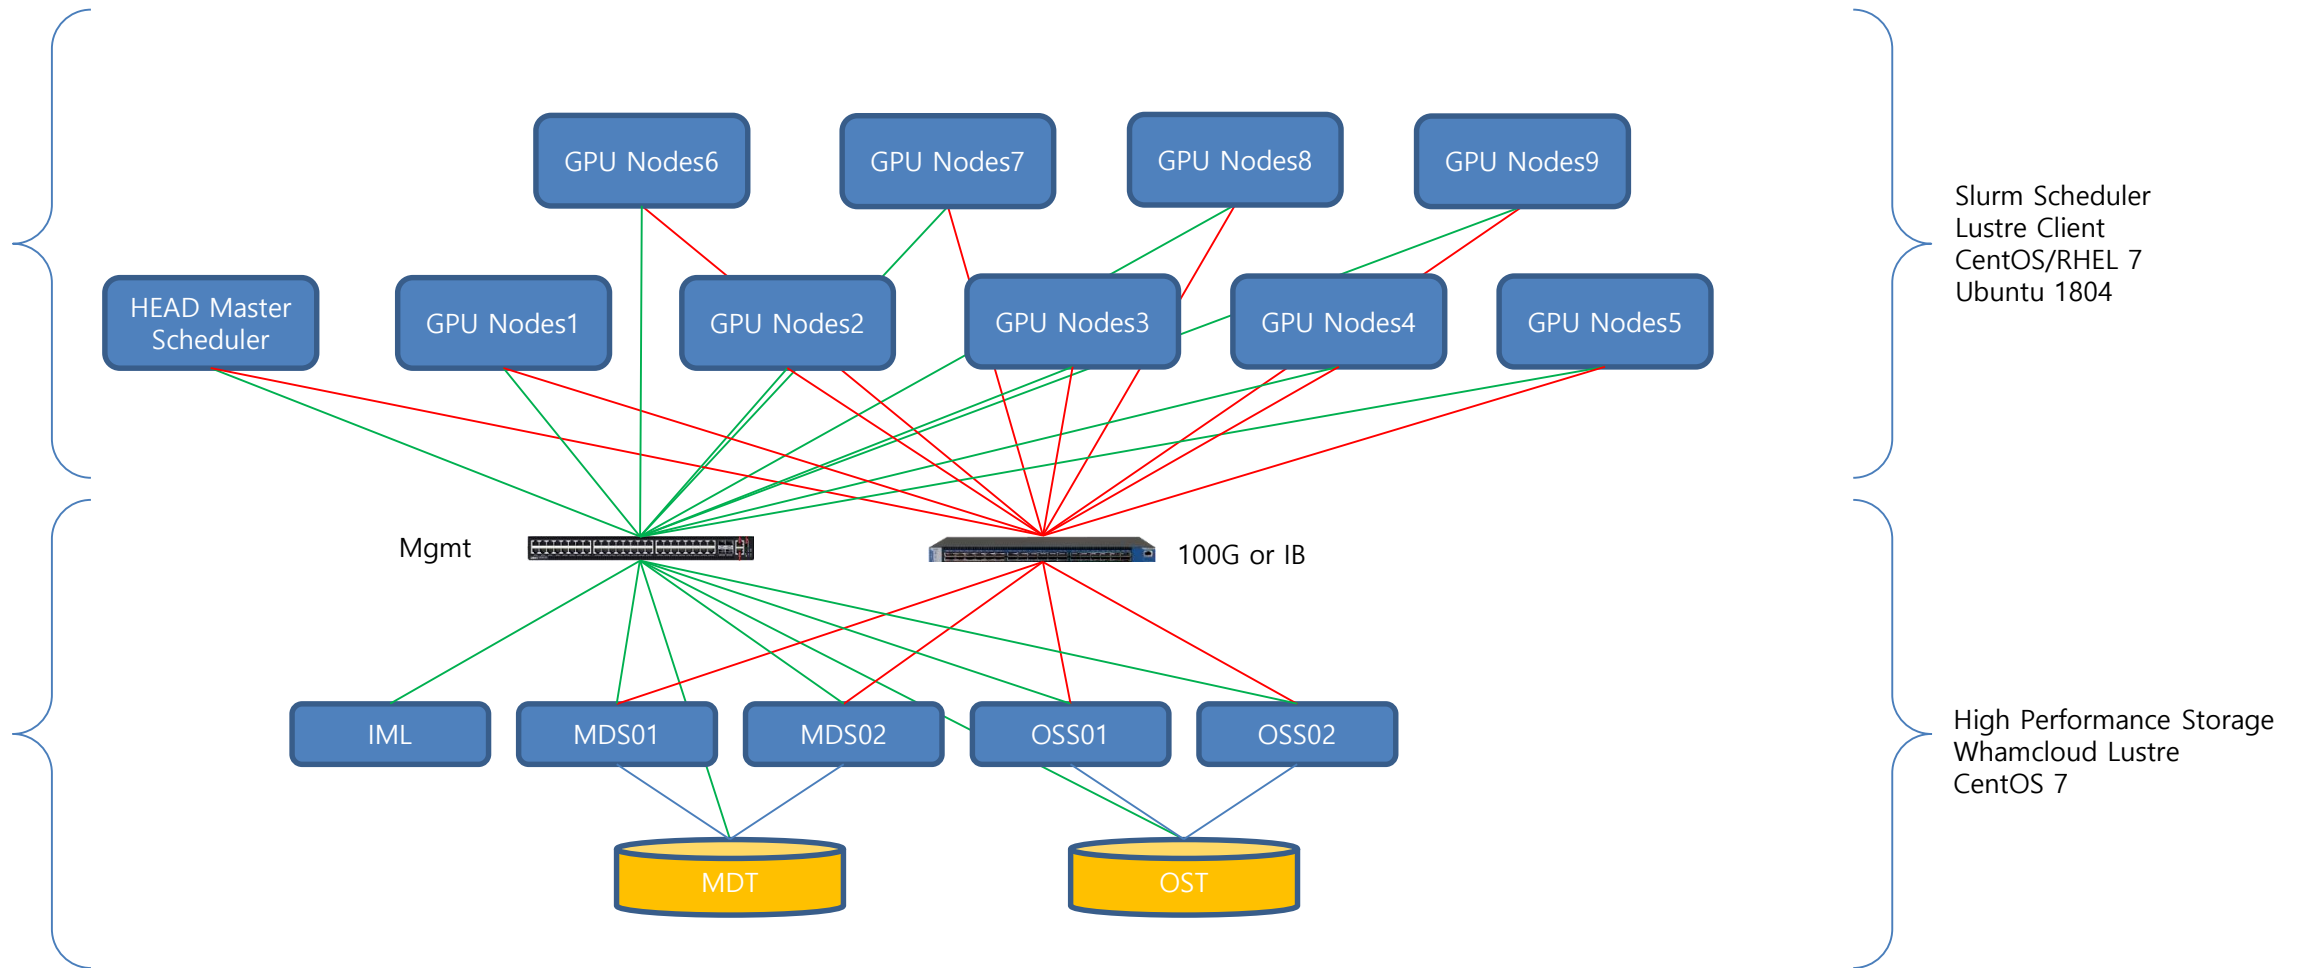 GPU Nodes6
GPU Nodes7
GPU Nodes8
GPU Nodes9
Slurm Scheduler
Lustre Client
CentOS/RHEL 7
Ubuntu 1804
HEAD Master
Scheduler
GPU Nodes1
GPU Nodes2
GPU Nodes3
GPU Nodes4
GPU Nodes5
Mgmt
100G or IB
IML
MDS01
MDS02
OSS01
OSS02
High Performance Storage
Whamcloud Lustre
CentOS 7
MDT
OST